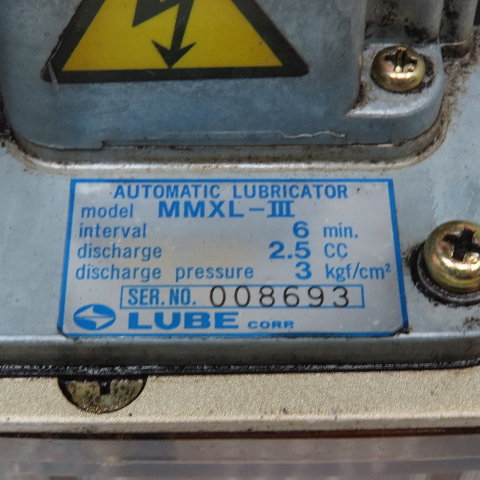 AUTOMATIC LUBRICATOR
model MMXL-III
interval 6 min.
discharge 2.5 CC
discharge pressure 3 kgf/cm²
SER.NO. 008693
LUBE CORP.